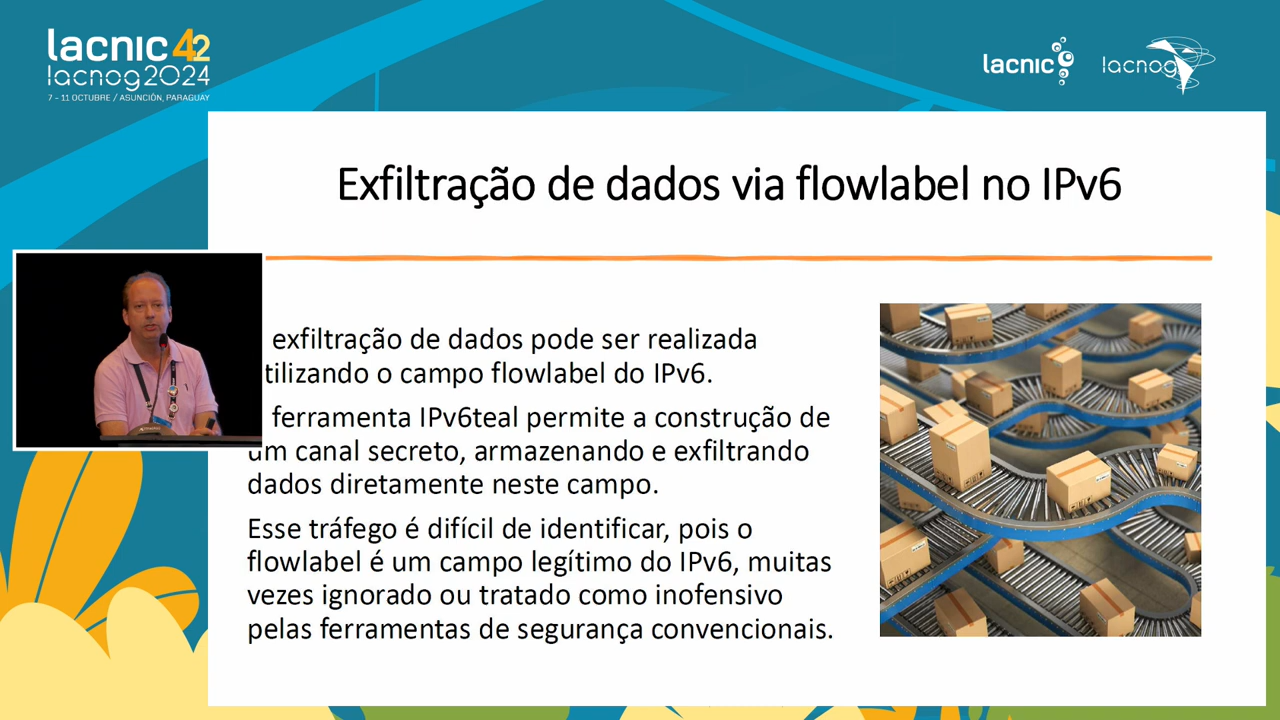 lacnic 42
lacnog2024
7 - 11 OCTUBRE / ASUNCIÓN, PARAGUAY
lacnic
lacnog
Exfiltração de dados via flowlabel no IPv6
exfiltração de dados pode ser realizada
tilizando o campo flowlabel do IPv6.
ferramenta IPv6teal permite a construção de
um canal secreto, armazenando e exfiltrando
dados diretamente neste campo.
Esse tráfego é difícil de identificar, pois o
flowlabel é um campo legítimo do IPv6, muitas
vezes ignorado ou tratado como inofensivo
pelas ferramentas de segurança convencionais.